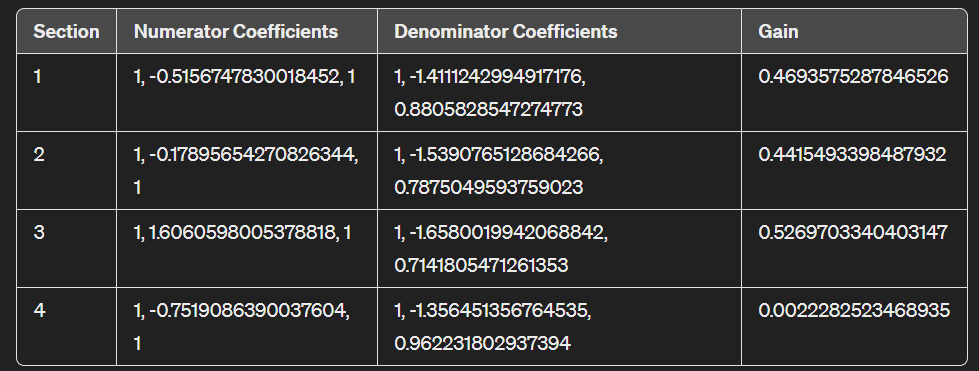 Section Numerator Coefficients Denominator Coefficients Gain
1 1, -0.5156747830018452, 1 1, -1.4111242994917176, 0.4693575287846526
0.8805828547274773
2 1, -0.17895654270826344, 1, -1.5390765128684266, 0.4415493398487932
1 0.7875049593759023
3 1, 1.6060598005378818, 1 1, -1.6580019942068842, 0.5269703340403147
0.7141805471261353
4 1, -0.7519086390037604, 1, -1.356451356764535, 0.0022282523468935
1 0.962231802937394